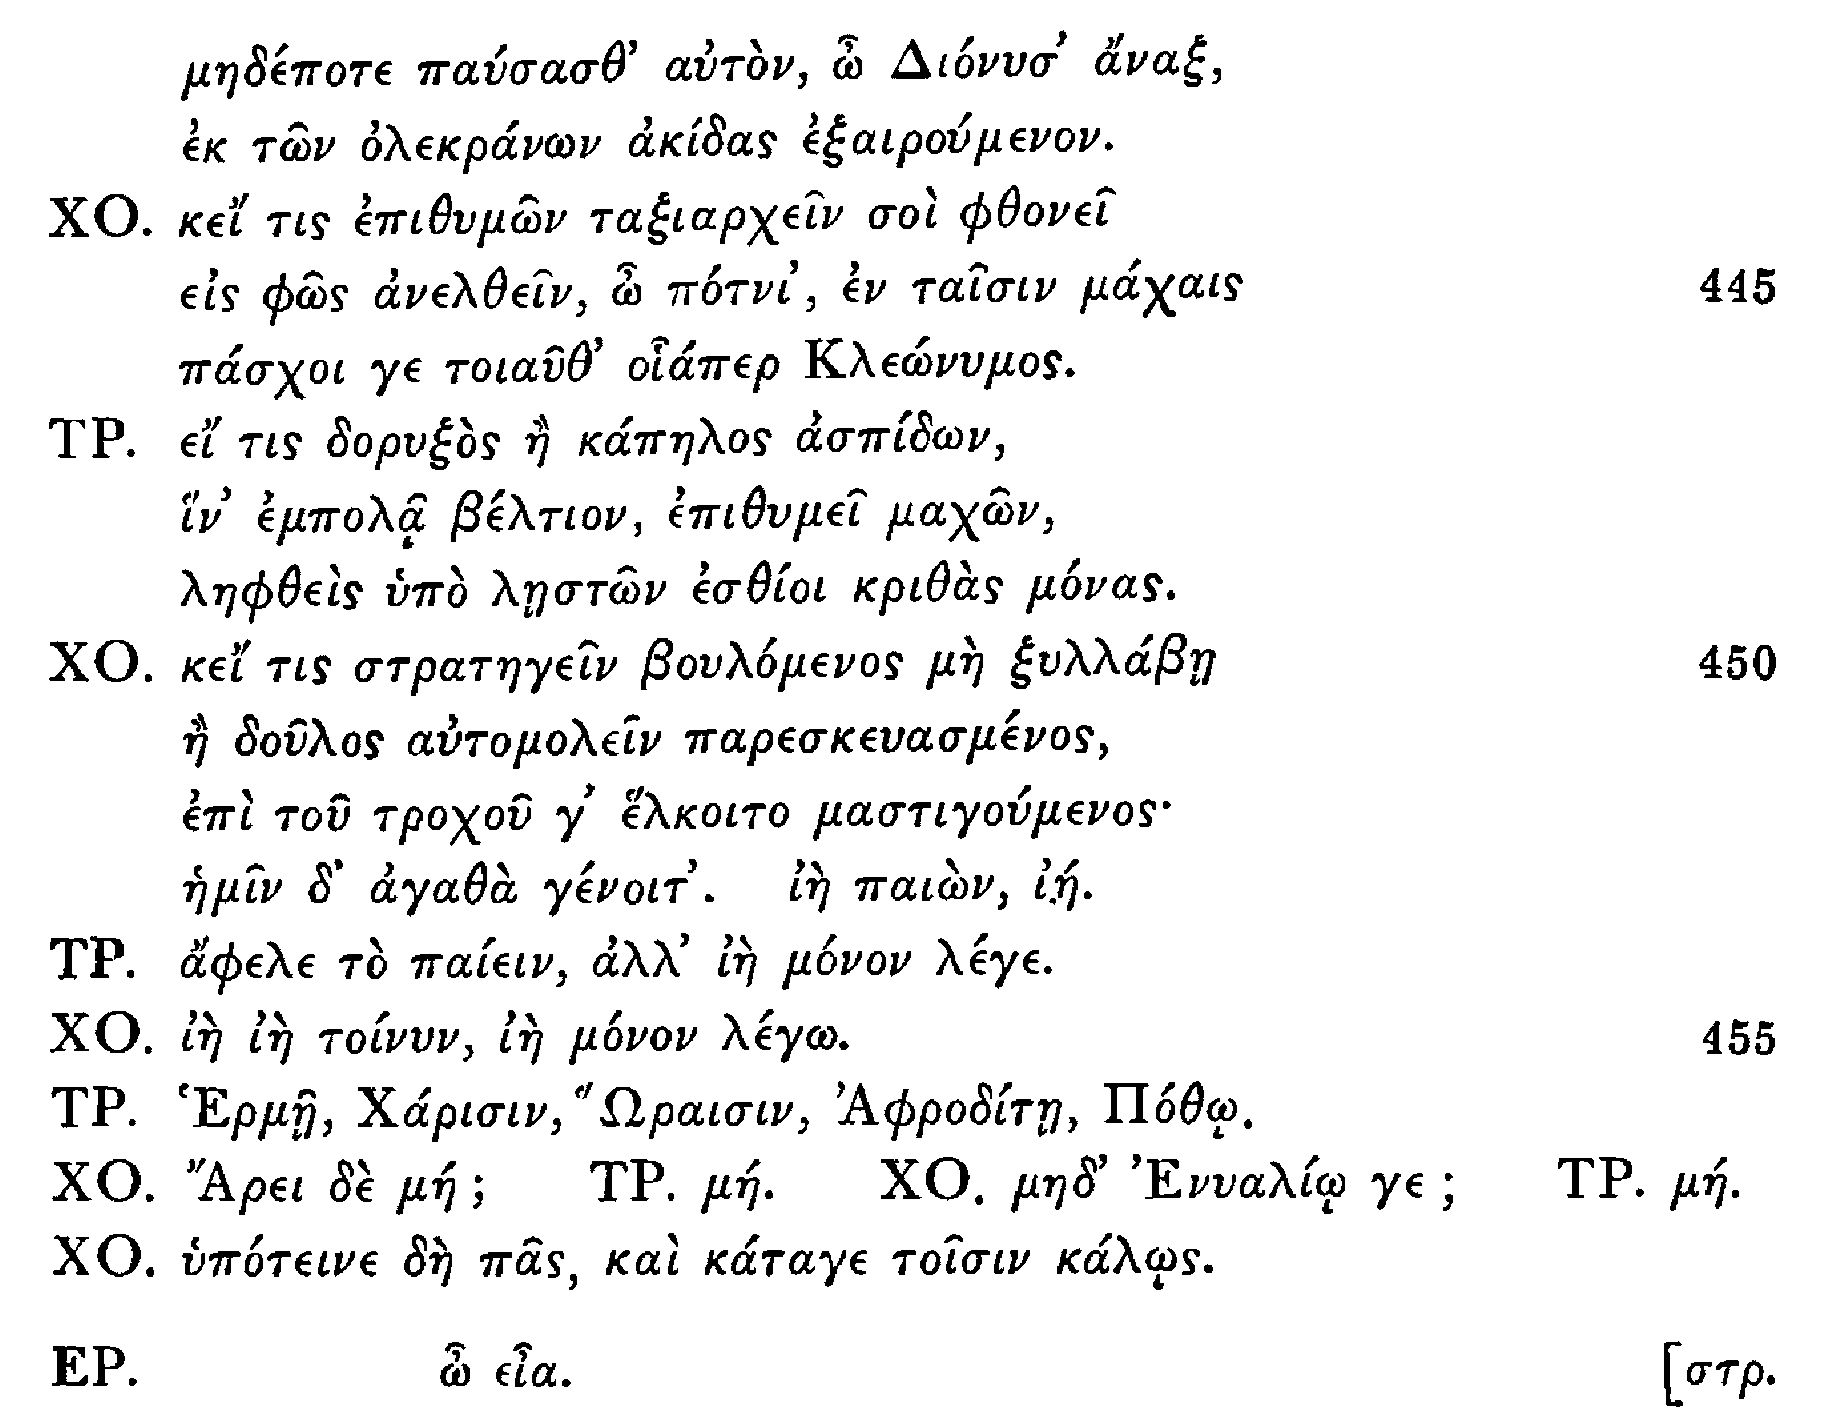 μηδέποτε παύσασθ’ αὐτὸν, ὦ Διόνυσ’ ἄναξ,
ἐκ τῶν ὀλεκράνων ἀκίδας ἐξαιρούμενον.
ΧΟ. κεἴ τις ἐπιθυμῶν ταξιαρχεῖν σοὶ φθονεῖ
εἰς φῶς ἀνελθεῖν, ὦ πότνι’, ἐν ταῖσιν μάχαις 445
πάσχοι γε τοιαῦθ’ οἷάπερ Κλεώνυμος.
ΤΡ. εἴ τις δορυξὸς ἢ κάπηλος ἀσπίδων,
ἵν’ ἐμπολᾷ βέλτιον, ἐπιθυμεῖ μαχῶν,
ληφθεὶς ὑπὸ λῃστῶν ἐσθίοι κριθὰς μόνας.
ΧΟ. κεἴ τις στρατηγεῖν βουλόμενος μὴ ξυλλάβῃ 450
ἢ δοῦλος αὐτομολεῖν παρεσκευασμένος,
ἐπὶ τοῦ τροχοῦ γ’ ἕλκοιτο μαστιγούμενος·
ἡμῖν δ’ ἀγαθὰ γένοιτ’. ἰὴ παιὼν, ἰή.
ΤΡ. ἄφελε τὸ παίειν, ἀλλ’ ἰὴ μόνον λέγε.
ΧΟ. ἰὴ ἰὴ τοίνυν, ἰὴ μόνον λέγω. 455
ΤΡ. Ἑρμῇ, Χάρισιν, Ὥραισιν, Ἀφροδίτῃ, Πόθῳ.
ΧΟ. Ἄρει δὲ μή; ΤΡ. μή. ΧΟ. μηδ’ Ἐνυαλίῳ γε; ΤΡ. μή.
ΧΟ. ὑπότεινε δὴ πᾶς, καὶ κάταγε τοῖσιν κάλῳς.
ΕΡ. ὦ εἶα. [στρ.